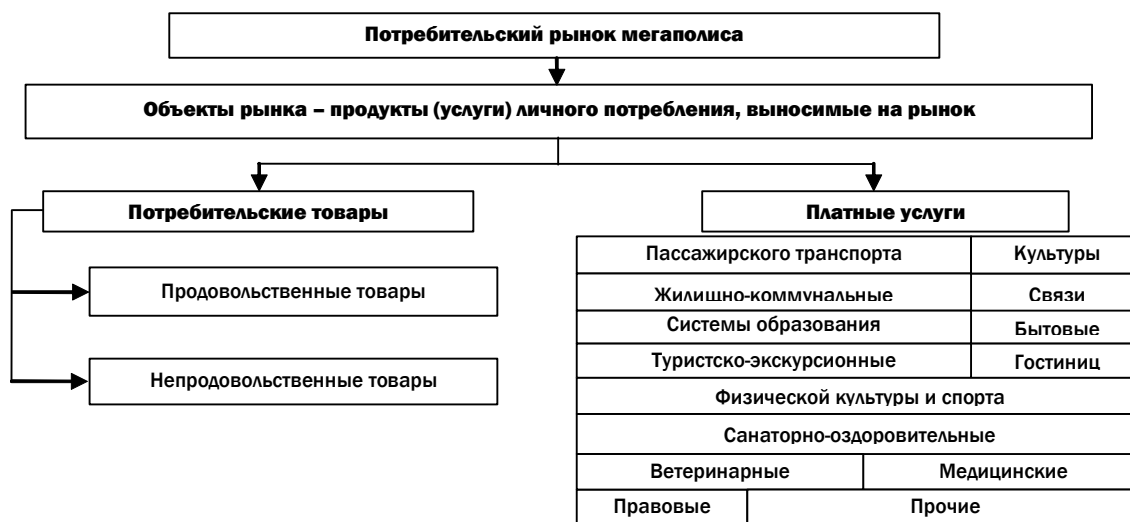 Потребительский рынок мегаполиса
Объекты рынка – продукты (услуги) личного потребления, выносимые на рынок
Потребительские товары
Продовольственные товары
Непродовольственные товары
Платные услуги
Пассажирского транспорта
Культуры
Жилищно-коммунальные
Связи
Системы образования
Бытовые
Туристско-экскурсионные
Гостиниц
Физической культуры и спорта
Санаторно-оздоровительные
Ветеринарные
Медицинские
Правовые
Прочие